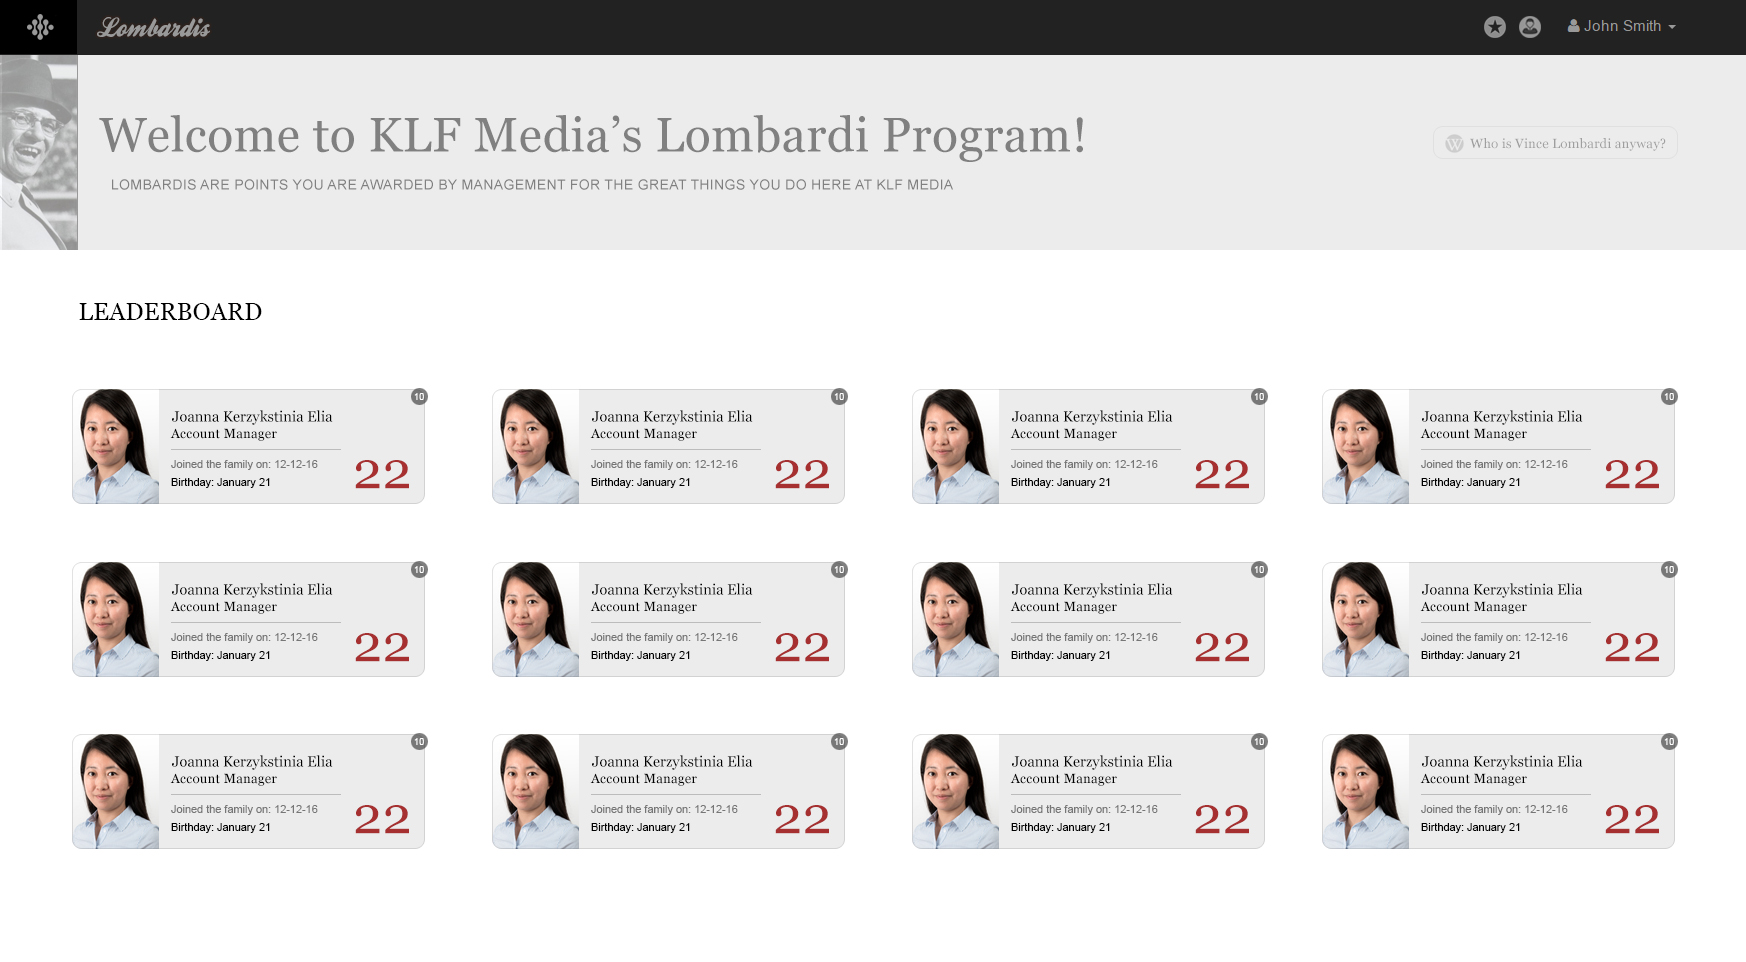 Lombardis
John Smith
Welcome to KLF Media’s Lombardi Program!
W Who is Vince Lombardi anyway?
LOMBARDIS ARE POINTS YOU ARE AWARDED BY MANAGEMENT FOR THE GREAT THINGS YOU DO HERE AT KLF MEDIA
LEADERBOARD
10
Joanna Kerzykstinia Elia
Account Manager
Joined the family on: 12-12-16
Birthday: January 21
22
10
Joanna Kerzykstinia Elia
Account Manager
Joined the family on: 12-12-16
Birthday: January 21
22
10
Joanna Kerzykstinia Elia
Account Manager
Joined the family on: 12-12-16
Birthday: January 21
22
10
Joanna Kerzykstinia Elia
Account Manager
Joined the family on: 12-12-16
Birthday: January 21
22
10
Joanna Kerzykstinia Elia
Account Manager
Joined the family on: 12-12-16
Birthday: January 21
22
10
Joanna Kerzykstinia Elia
Account Manager
Joined the family on: 12-12-16
Birthday: January 21
22
10
Joanna Kerzykstinia Elia
Account Manager
Joined the family on: 12-12-16
Birthday: January 21
22
10
Joanna Kerzykstinia Elia
Account Manager
Joined the family on: 12-12-16
Birthday: January 21
22
10
Joanna Kerzykstinia Elia
Account Manager
Joined the family on: 12-12-16
Birthday: January 21
22
10
Joanna Kerzykstinia Elia
Account Manager
Joined the family on: 12-12-16
Birthday: January 21
22
10
Joanna Kerzykstinia Elia
Account Manager
Joined the family on: 12-12-16
Birthday: January 21
22
10
Joanna Kerzykstinia Elia
Account Manager
Joined the family on: 12-12-16
Birthday: January 21
22